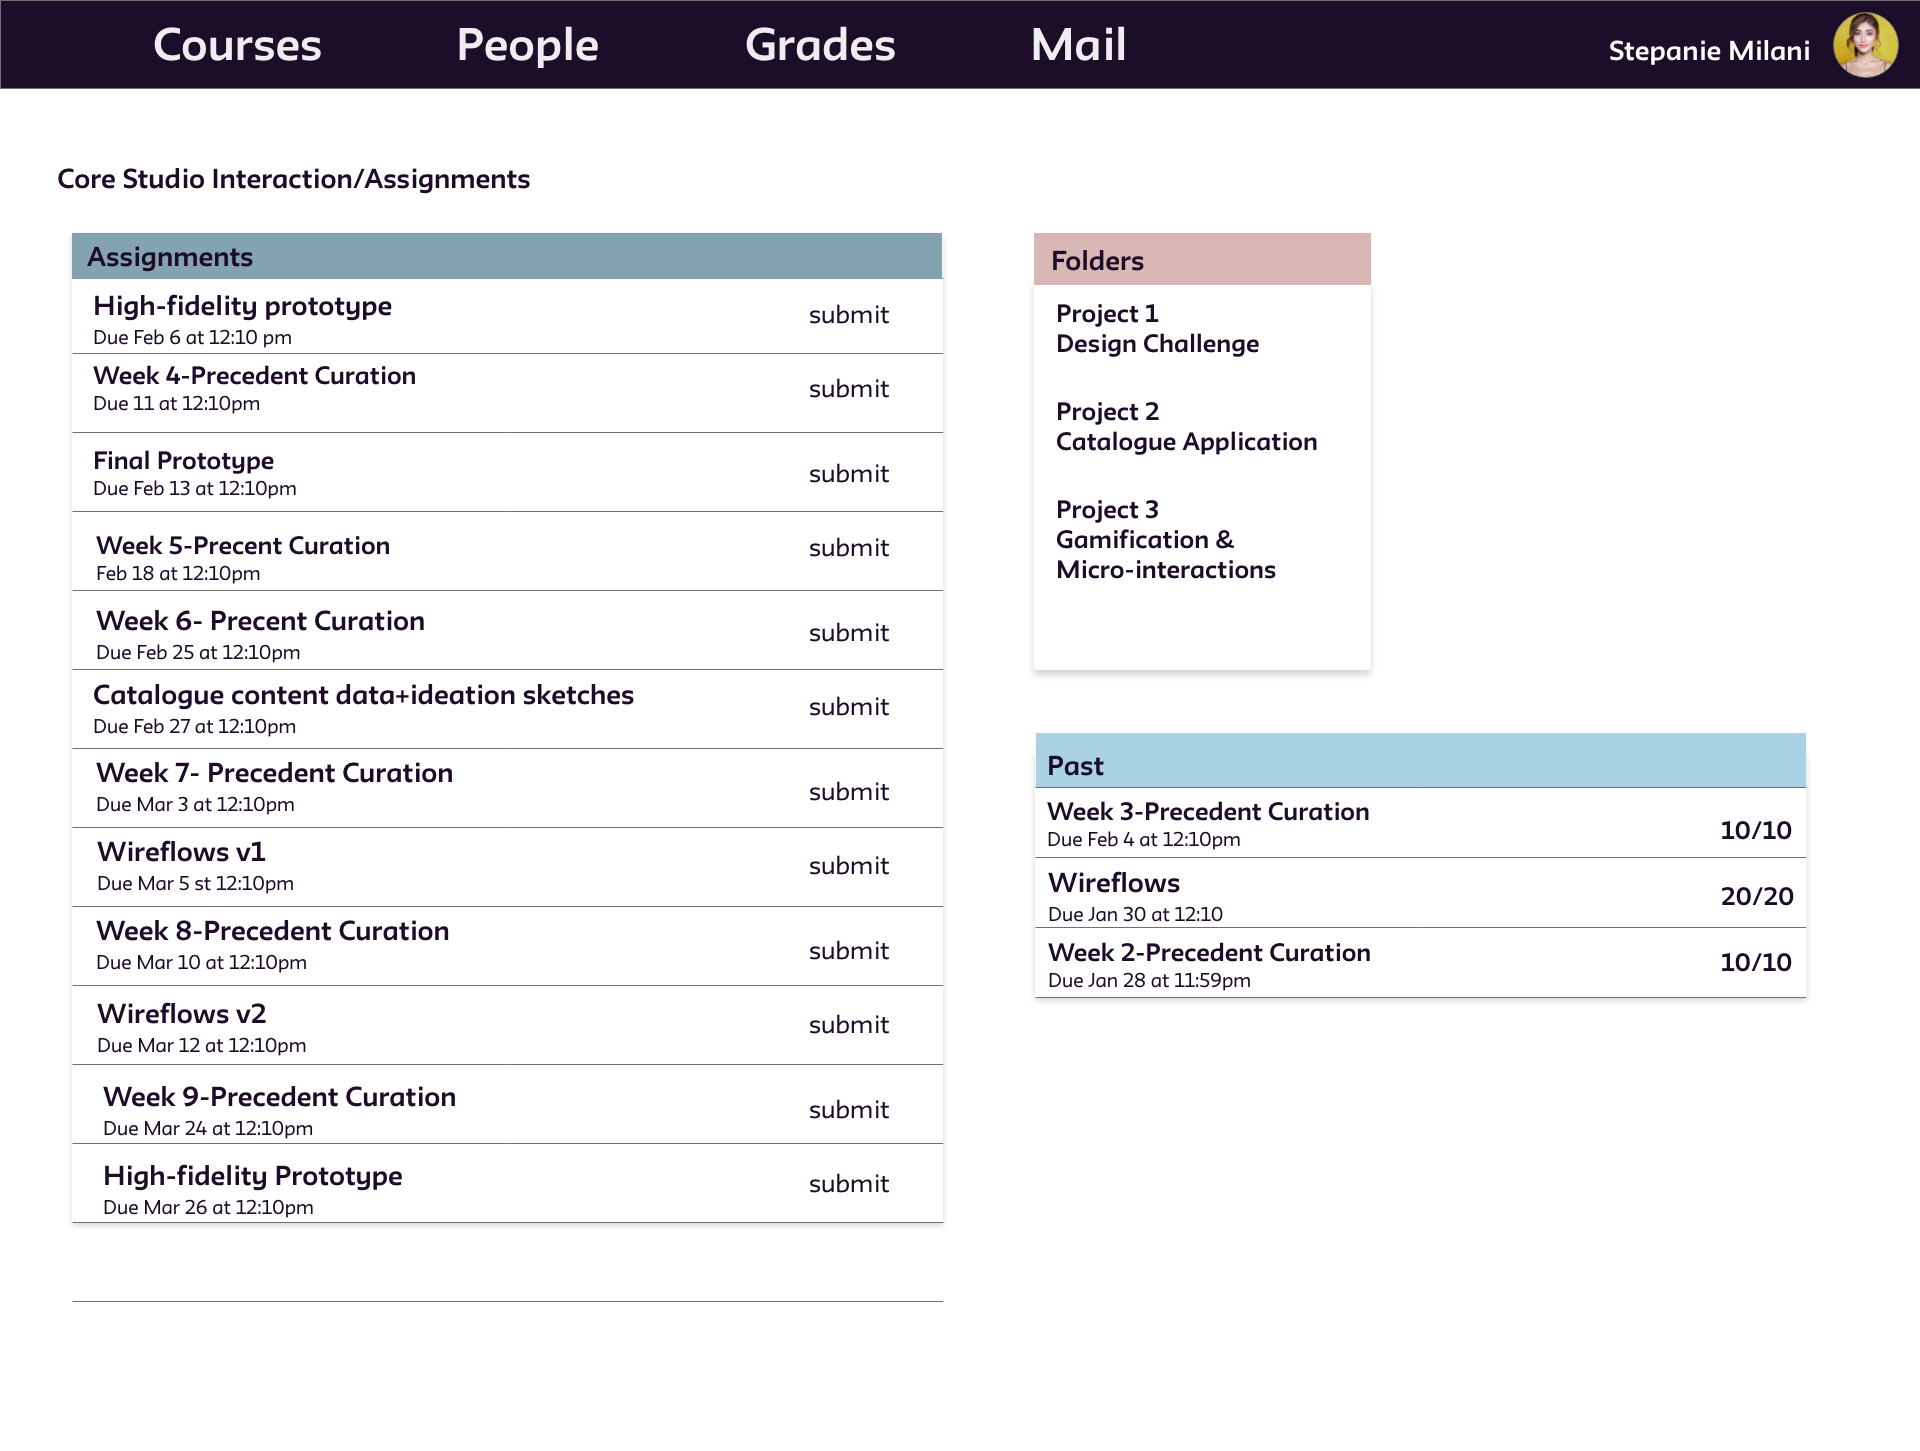 Courses People Grades Mail Stepanie Milani
Core Studio Interaction/Assignments
Assignments
High-fidelity prototype
Due Feb 6 at 12:10 pm
submit
Week 4-Precedent Curation
Due 11 at 12:10pm
submit
Final Prototype
Due Feb 13 at 12:10pm
submit
Week 5-Precent Curation
Feb 18 at 12:10pm
submit
Week 6- Precent Curation
Due Feb 25 at 12:10pm
submit
Catalogue content data+ideation sketches
Due Feb 27 at 12:10pm
submit
Week 7- Precedent Curation
Due Mar 3 at 12:10pm
submit
Wireflows v1
Due Mar 5 st 12:10pm
submit
Week 8-Precedent Curation
Due Mar 10 at 12:10pm
submit
Wireflows v2
Due Mar 12 at 12:10pm
submit
Week 9-Precedent Curation
Due Mar 24 at 12:10pm
submit
High-fidelity Prototype
Due Mar 26 at 12:10pm
submit
Folders
Project 1
Design Challenge
Project 2
Catalogue Application
Project 3
Gamification &
Micro-interactions
Past
Week 3-Precedent Curation
Due Feb 4 at 12:10pm
10/10
Wireflows
Due Jan 30 at 12:10
20/20
Week 2-Precedent Curation
Due Jan 28 at 11:59pm
10/10